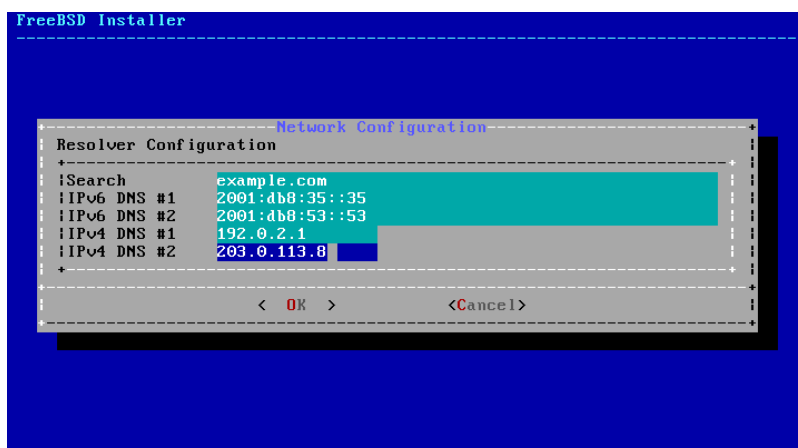 FreeBSD Installer
Network Configuration
Resolver Configuration
Search example.com
IPv6 DNS #1 2001:db8:35::35
IPv6 DNS #2 2001:db8:53::53
IPv4 DNS #1 192.0.2.1
IPv4 DNS #2 203.0.113.8
< OK > <Cancel>